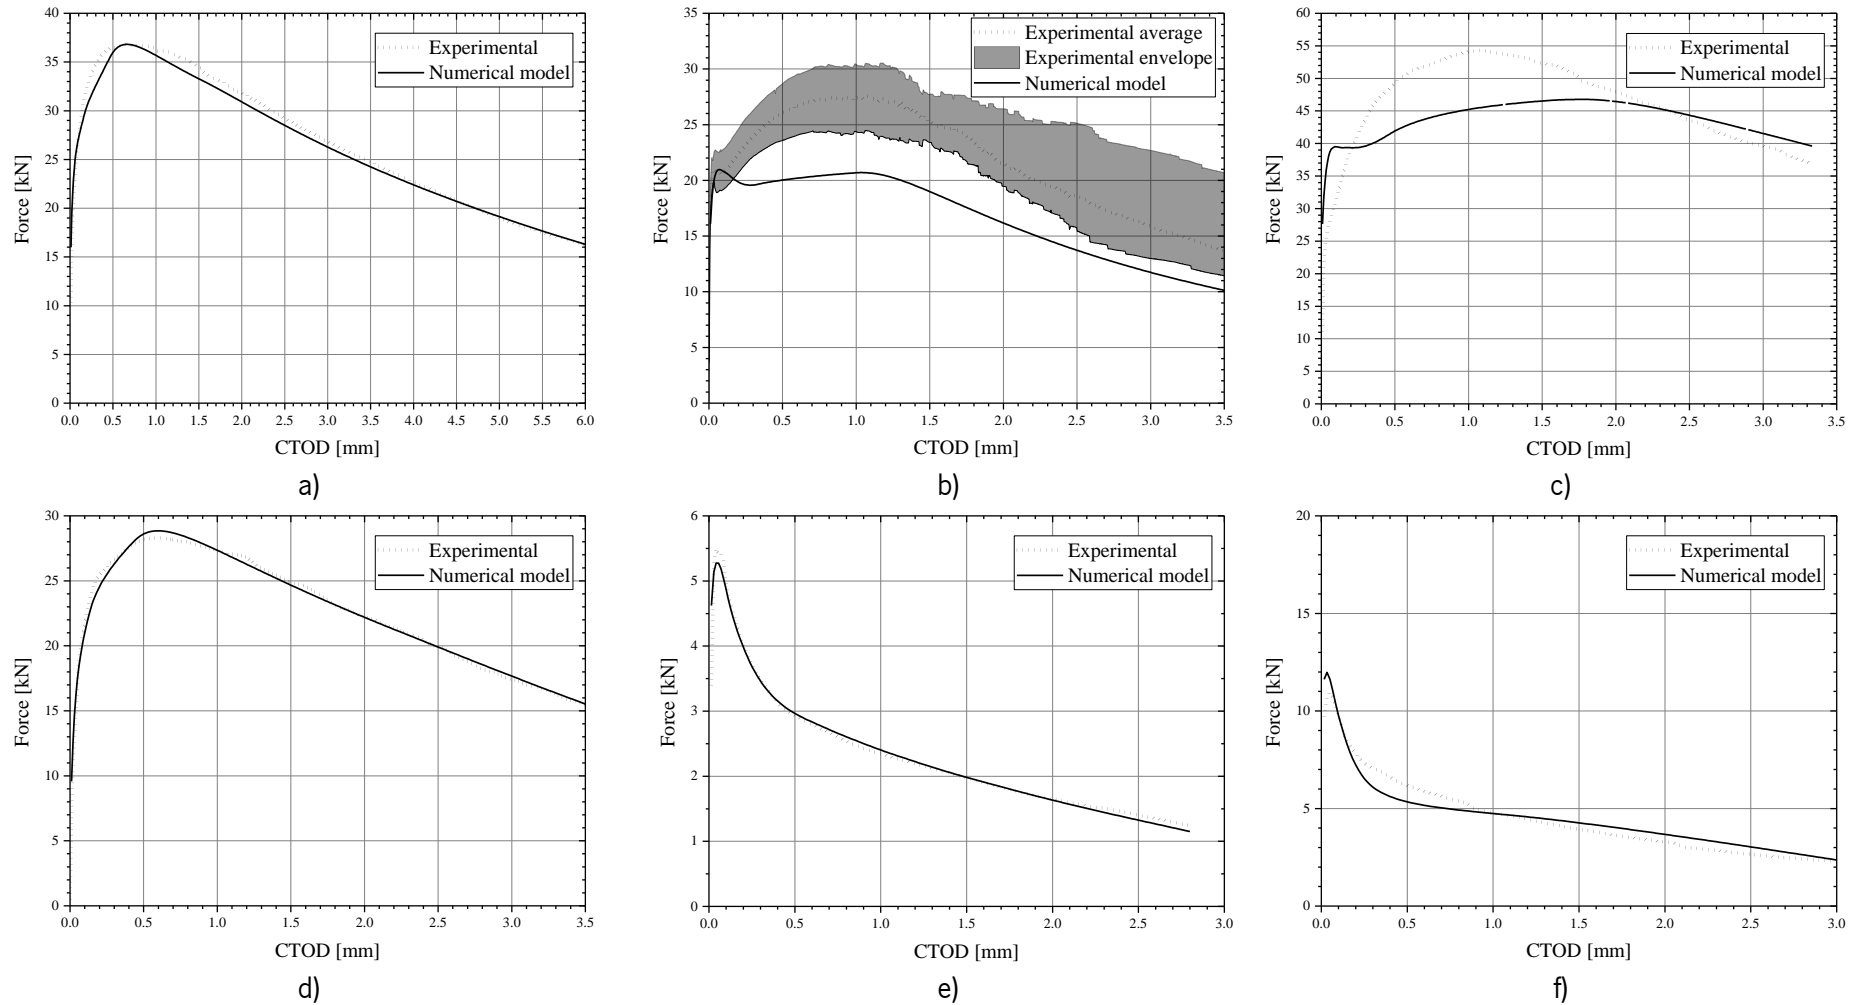 40
35
30
25
20
15
10
5
0
Force [kN]
Experimental
Numerical model
0.0 0.5 1.0 1.5 2.0 2.5 3.0 3.5 4.0 4.5 5.0 5.5 6.0
CTOD [mm]
a)
35
30
25
20
15
10
5
0
Force [kN]
Experimental average
Experimental envelope
Numerical model
0.0 0.5 1.0 1.5 2.0 2.5 3.0 3.5
CTOD [mm]
b)
60
55
50
45
40
35
30
25
20
15
10
5
0
Force [kN]
Experimental
Numerical model
0.0 0.5 1.0 1.5 2.0 2.5 3.0 3.5
CTOD [mm]
c)
30
25
20
15
10
5
0
Force [kN]
Experimental
Numerical model
0.0 0.5 1.0 1.5 2.0 2.5 3.0 3.5
CTOD [mm]
d)
6
5
4
3
2
1
0
Force [kN]
Experimental
Numerical model
0.0 0.5 1.0 1.5 2.0 2.5 3.0
CTOD [mm]
e)
20
15
10
5
0
Force [kN]
Experimental
Numerical model
0.0 0.5 1.0 1.5 2.0 2.5 3.0
CTOD [mm]
f)